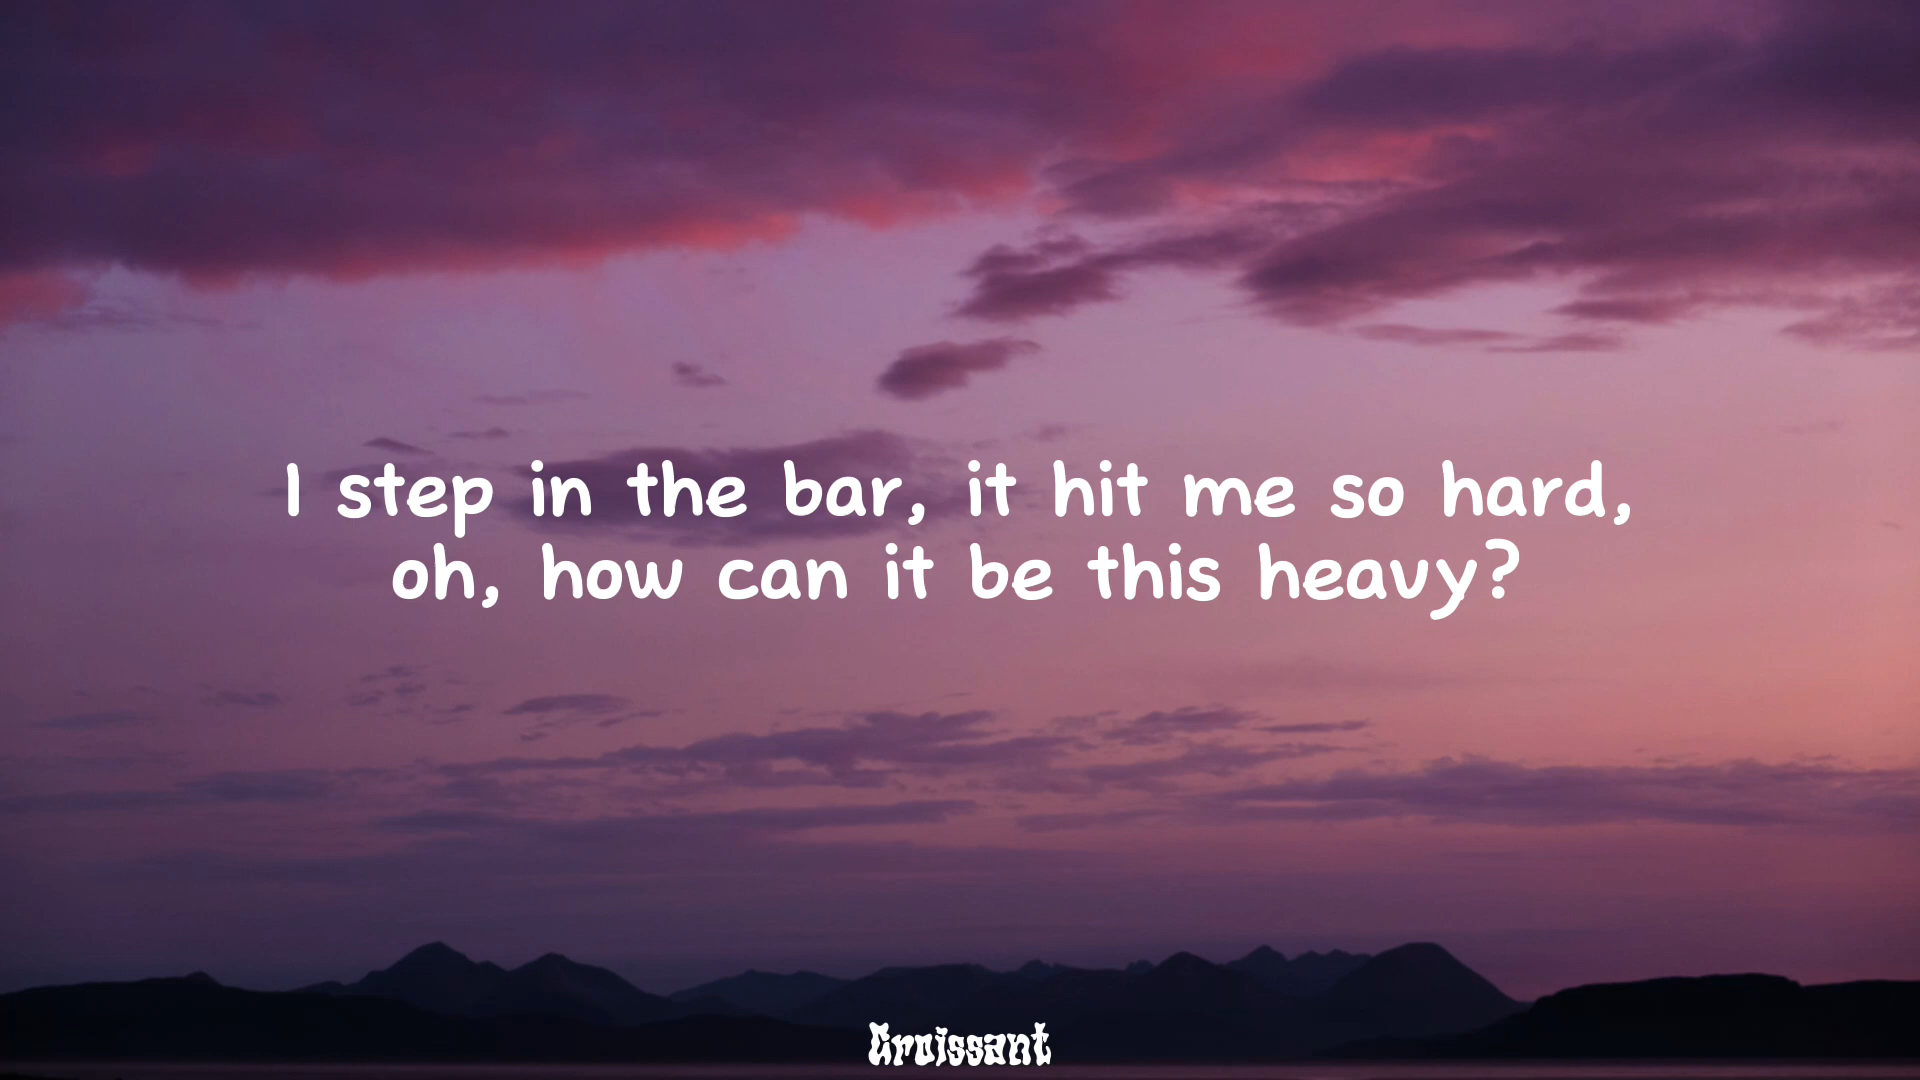 I step in the bar, it hit me so hard,
oh, how can it be this heavy?
Croissant